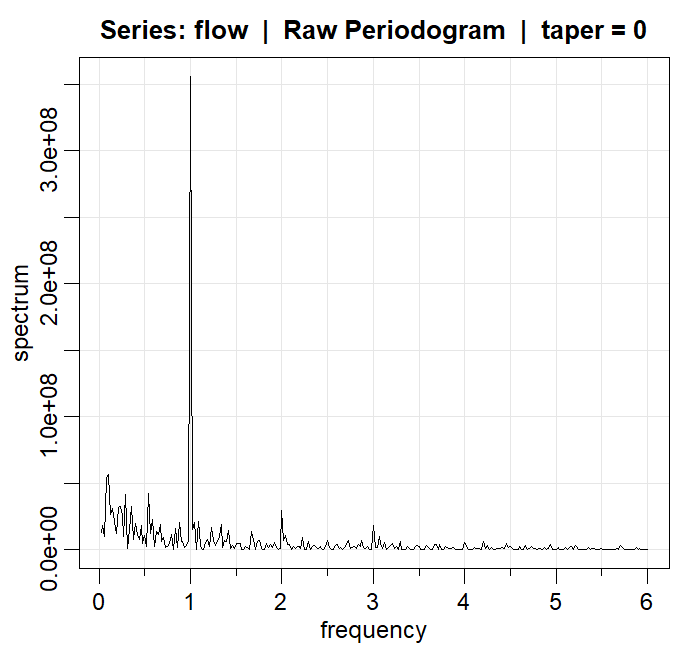 Series: flow | Raw Periodogram | taper = 0
spectrum
3.0e+08
2.0e+08
1.0e+08
0.0e+00
0 1 2 3 4 5 6
frequency